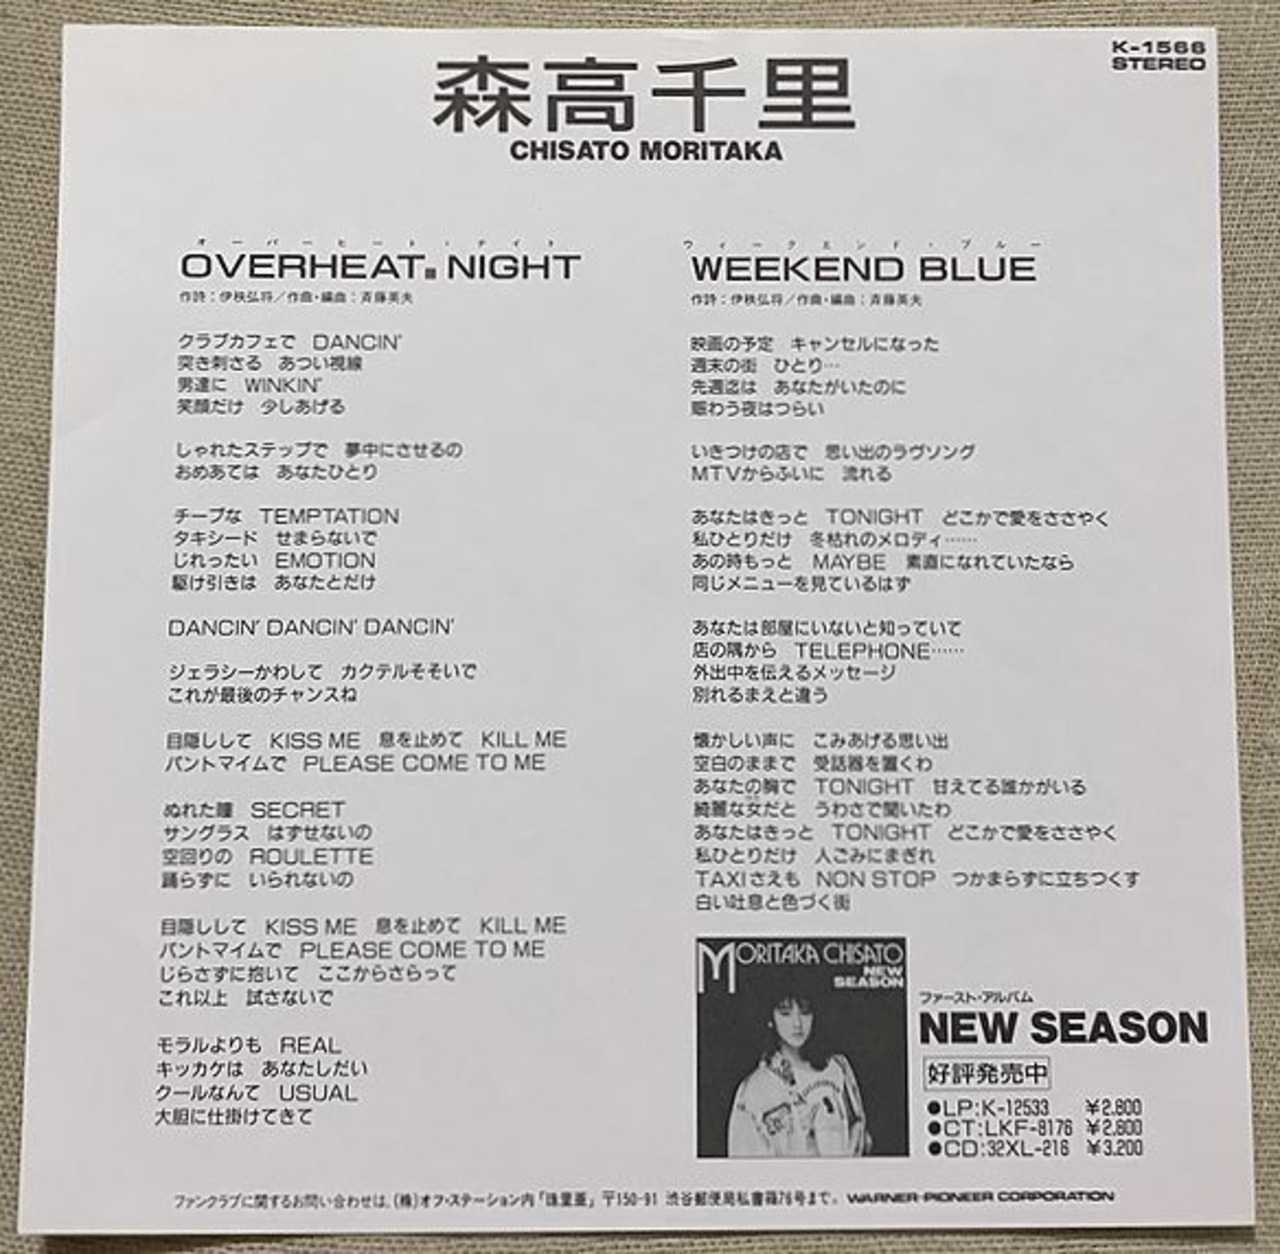 K-1566
STEREO
森高千里
CHISATO MORITAKA
オーバーヒート・ナイト
OVERHEAT. NIGHT
作詩：伊秩弘将／作曲・編曲：斉藤英夫
クラブカフェで DANCIN'
突き刺さる あつい視線
男達に WINKIN'
笑顔だけ 少しあげる
しゃれたステップで 夢中にさせるの
おめあては あなたひとり
チープな TEMPTATION
タキシード せまらないで
じれったい EMOTION
駆け引きは あなたとだけ
DANCIN' DANCIN' DANCIN'
ジェラシーかわして カクテルそそいで
これが最後のチャンスね
目隠しして KISS ME 息を止めて KILL ME
パントマイムで PLEASE COME TO ME
ぬれた瞳 SECRET
サングラス はずせないの
空回りの ROULETTE
踊らずに いられないの
目隠しして KISS ME 息を止めて KILL ME
パントマイムで PLEASE COME TO ME
じらさずに抱いて ここからさらって
これ以上 試さないで
モラルよりも REAL
キッカケは あなたしだい
クールなんて USUAL
大胆に仕掛けてきて
ウィークエンド・ブルー
WEEKEND BLUE
作詩：伊秩弘将／作曲・編曲：斉藤英夫
映画の予定 キャンセルになった
週末の街 ひとり…
先週迄は あなたがいたのに
賑わう夜はつらい
いきつけの店で 思い出のラヴソング
MTVからふいに 流れる
あなたはきっと TONIGHT どこかで愛をささやく
私ひとりだけ 冬枯れのメロディ……
あの時もっと MAYBE 素直になれていたなら
同じメニューを見ているはず
あなたは部屋にいないと知っていて
店の隅から TELEPHONE……
外出中を伝えるメッセージ
別れるまえと違う
懐かしい声に こみあげる思い出
空白のままで 受話器を置くわ
あなたの胸で TONIGHT 甘えてる誰かがいる
綺麗な女だと うわさで聞いたわ
あなたはきっと TONIGHT どこかで愛をささやく
私ひとりだけ 人ごみにまぎれ
TAXIさえも NON STOP つかまらずに立ちつくす
白い吐息と色づく街
MORITAKA CHISATO
NEW
SEASON
ファースト・アルバム
NEW SEASON
好評発売中
●LP:K-12533 ¥2.800
●CT:LKF-8176 ¥2.800
●CD:32XL-216 ¥3.200
ファンクラブに関するお問い合わせは、(株)オフ・ステーション内「珠里亜」〒150-91 渋谷郵便局私書箱76号まで。 WARNER-PIONEER CORPORATION